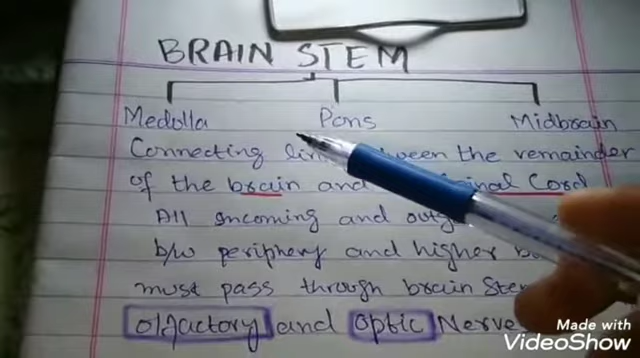 BRAIN STEM
Medulla Pons Midbrain
Connecting between the remainder
of the brain and Cord
All incoming and
b/w periphery and higher
must pass through brain
olfactory and optic Nerve
Made with
VideoShow